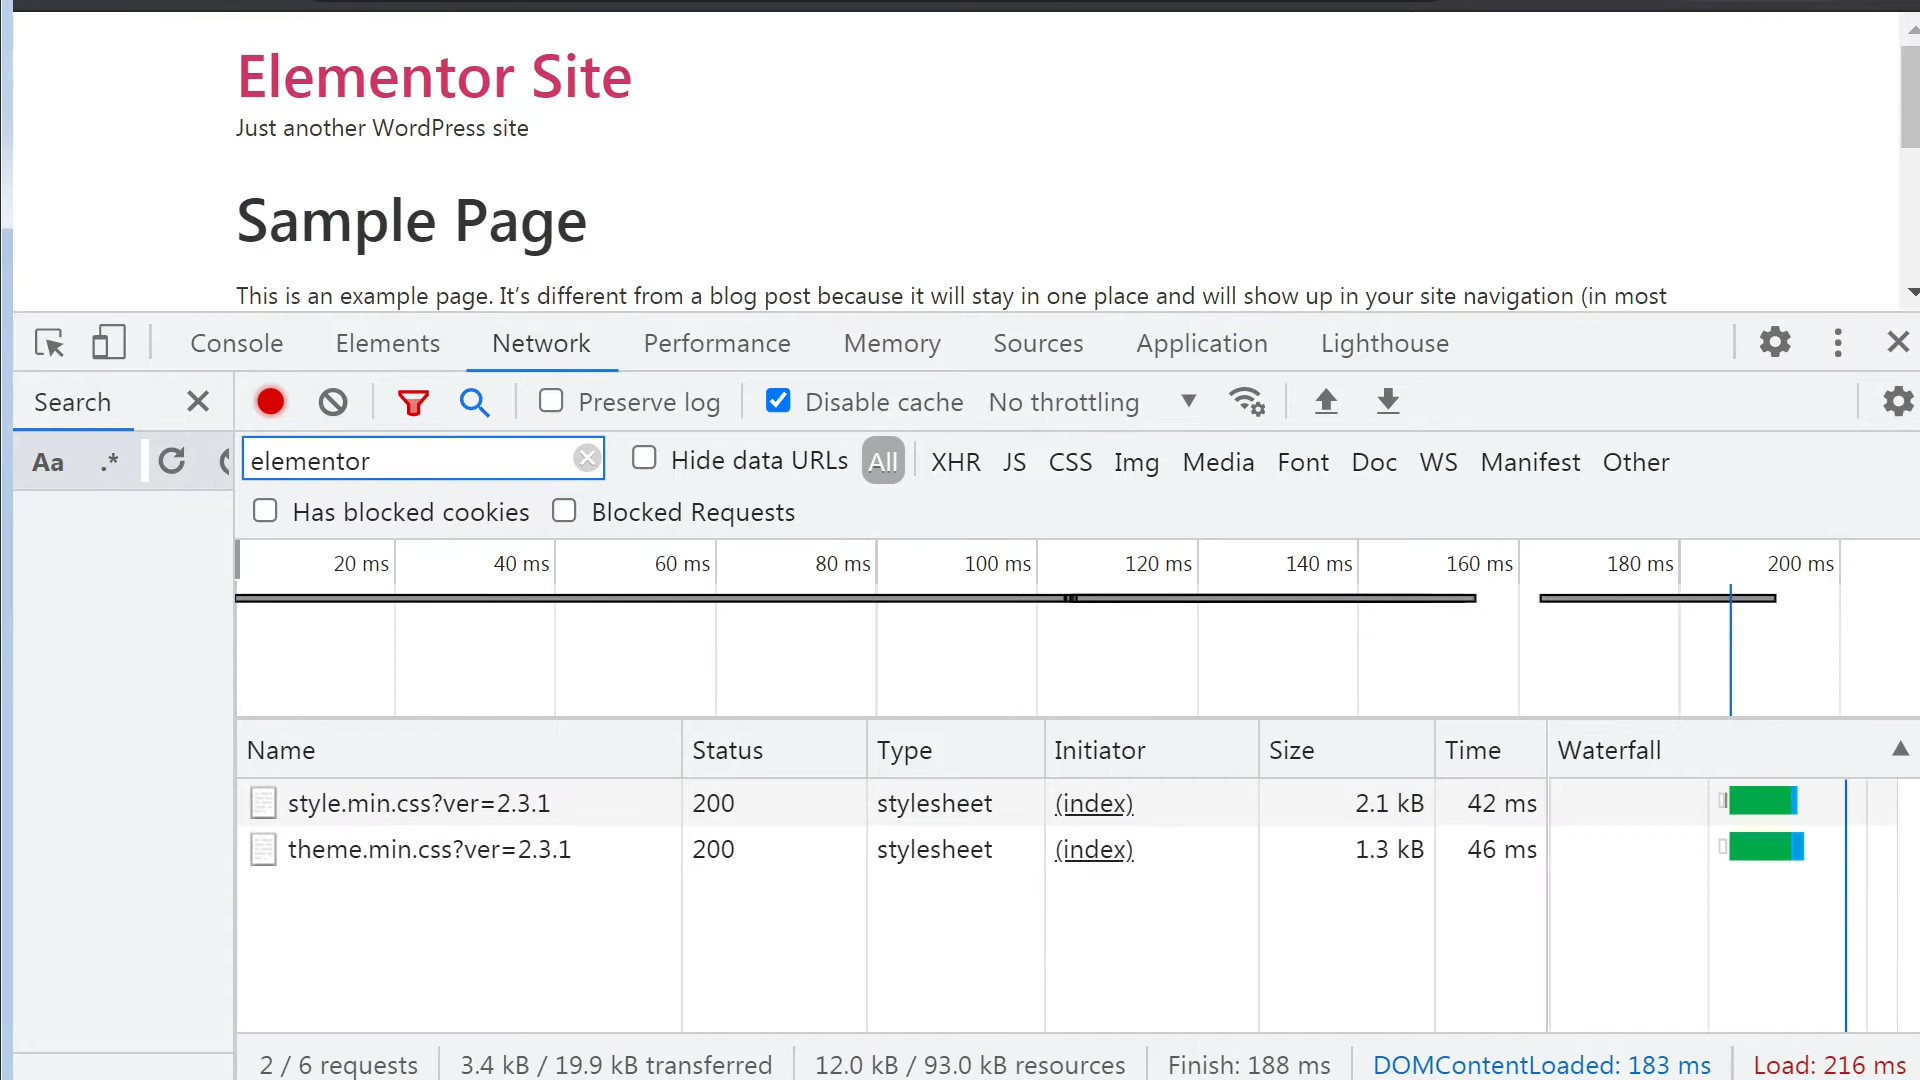 Elementor Site
Just another WordPress site
Sample Page
This is an example page. It’s different from a blog post because it will stay in one place and will show up in your site navigation (in most
Console Elements Network Performance Memory Sources Application Lighthouse
Search Preserve log Disable cache No throttling
Aa .* elementor Hide data URLs All XHR JS CSS Img Media Font Doc WS Manifest Other
Has blocked cookies Blocked Requests
20 ms 40 ms 60 ms 80 ms 100 ms 120 ms 140 ms 160 ms 180 ms 200 ms
Name Status Type Initiator Size Time Waterfall
style.min.css?ver=2.3.1 200 stylesheet (index) 2.1 kB 42 ms
theme.min.css?ver=2.3.1 200 stylesheet (index) 1.3 kB 46 ms
2 / 6 requests 3.4 kB / 19.9 kB transferred 12.0 kB / 93.0 kB resources Finish: 188 ms DOMContentLoaded: 183 ms Load: 216 ms